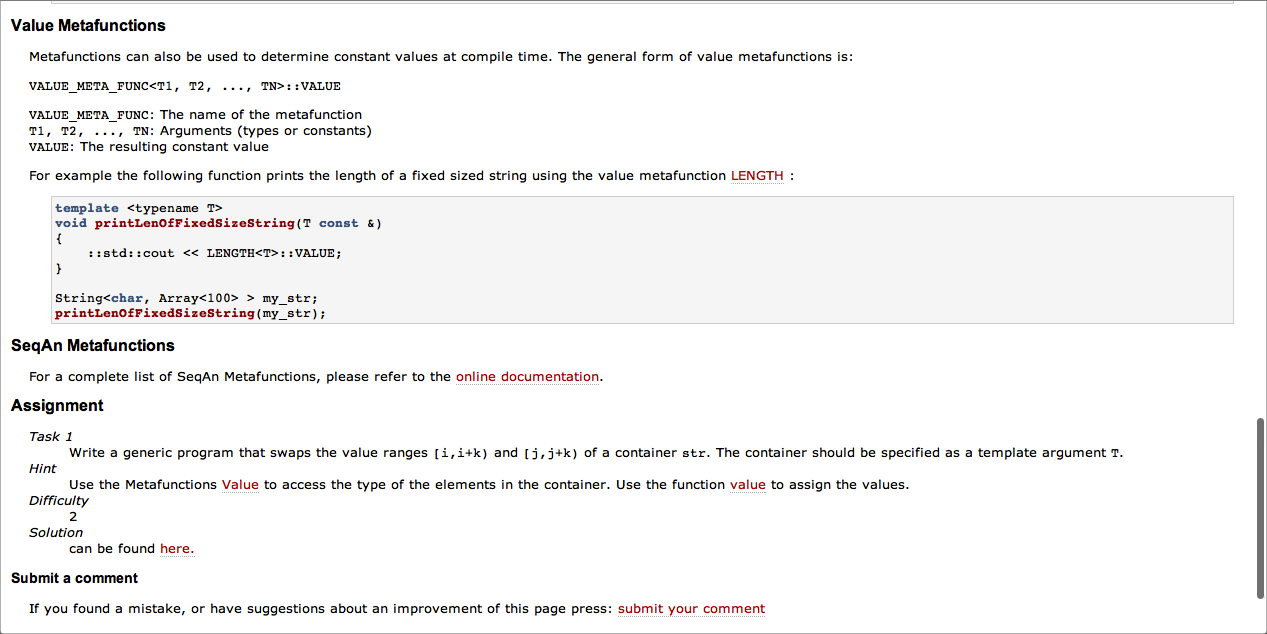 Value Metafunctions
Metafunctions can also be used to determine constant values at compile time. The general form of value metafunctions is:
VALUE_META_FUNC<T1, T2, ..., TN>::VALUE
VALUE_META_FUNC: The name of the metafunction
T1, T2, ..., TN: Arguments (types or constants)
VALUE: The resulting constant value
For example the following function prints the length of a fixed sized string using the value metafunction LENGTH :
template <typename T>
void printLenOfFixedSizeString(T const &)
{
    ::std::cout << LENGTH<T>::VALUE;
}
String<char, Array<100> > my_str;
printLenOfFixedSizeString(my_str);
SeqAn Metafunctions
For a complete list of SeqAn Metafunctions, please refer to the online documentation.
Assignment
Task 1
Write a generic program that swaps the value ranges [i,i+k) and [j,j+k) of a container str. The container should be specified as a template argument T.
Hint
Use the Metafunctions Value to access the type of the elements in the container. Use the function value to assign the values.
Difficulty
2
Solution
can be found here.
Submit a comment
If you found a mistake, or have suggestions about an improvement of this page press: submit your comment